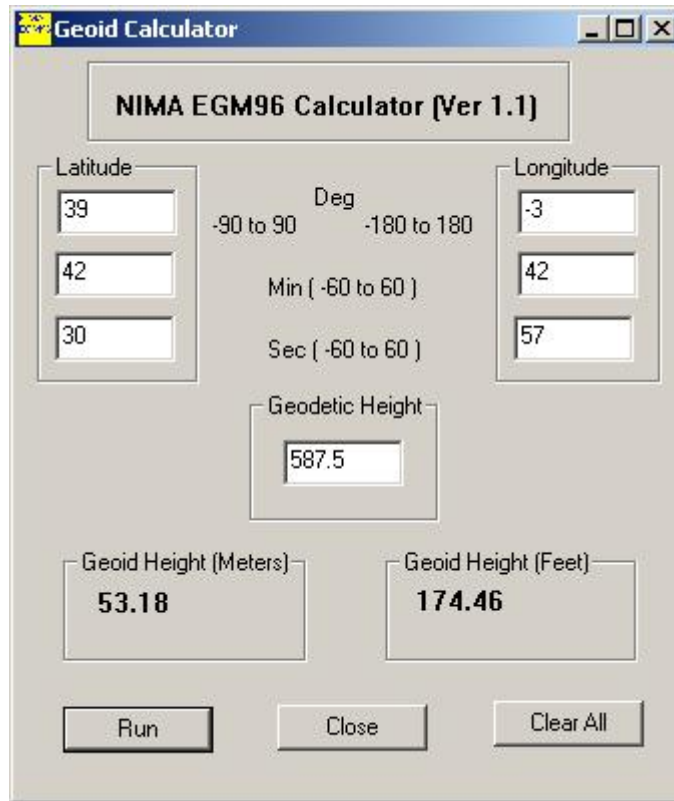 Geoid Calculator
NIMA EGM96 Calculator (Ver 1.1)
Latitude
39
42
30
Deg
-90 to 90 -180 to 180
Min ( -60 to 60 )
Sec ( -60 to 60 )
Longitude
-3
42
57
Geodetic Height
587.5
Geoid Height (Meters)
53.18
Geoid Height (Feet)
174.46
Run
Close
Clear All